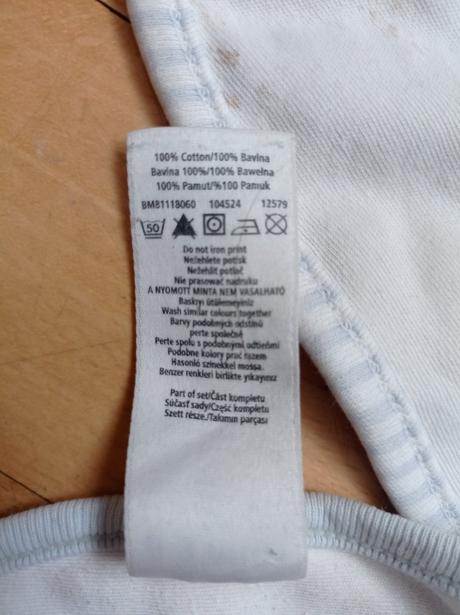 100% Cotton/100% Bavlna
Bavlna 100%/100% Bawełna
100% Pamut/%100 Pamuk
BM81118060 104524 12579
50
Do not iron print
Nežehlete potisk
Nežehliť potlač
Nie prasować nadruku
A NYOMOTT MINTA NEM VASALHATÓ
Baskıyı ütülemeyiniz
Wash similar colours together
Barvy podobných odstínů
perte společně
Perte spolu s podobnými odtieňmi
Podobne kolory prać razem
Hasonló színekkel mossa.
Benzer renkleri birlikte yıkayınız
Part of set/Část kompletu
Súčasť sady/Część kompletu
Szett része./Takımın parçası